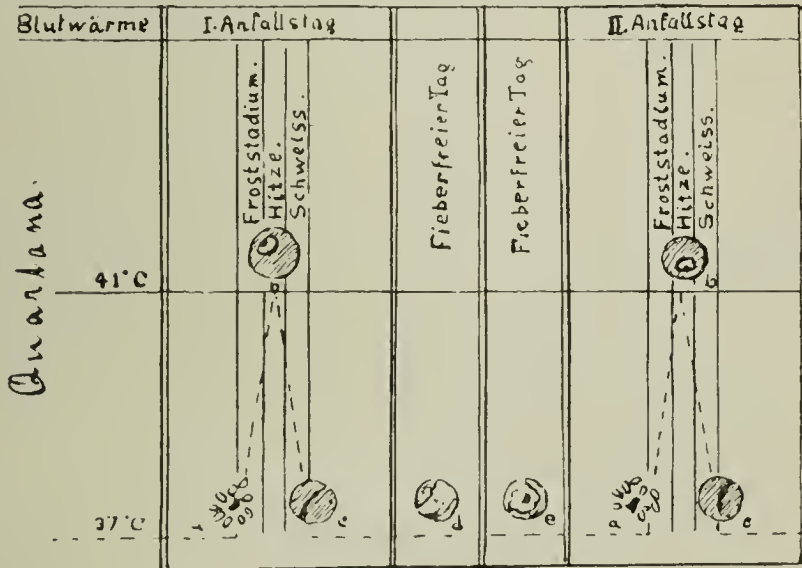 Blutwärme
I. Anfallstag
II. Anfallstag
Quartana.
Froststadium.
Hitze.
Schweiss.
Fieberfreier Tag
Fieberfreier Tag
Froststadium.
Hitze.
Schweiss.
41°C
b
b
37°C
c
d
e